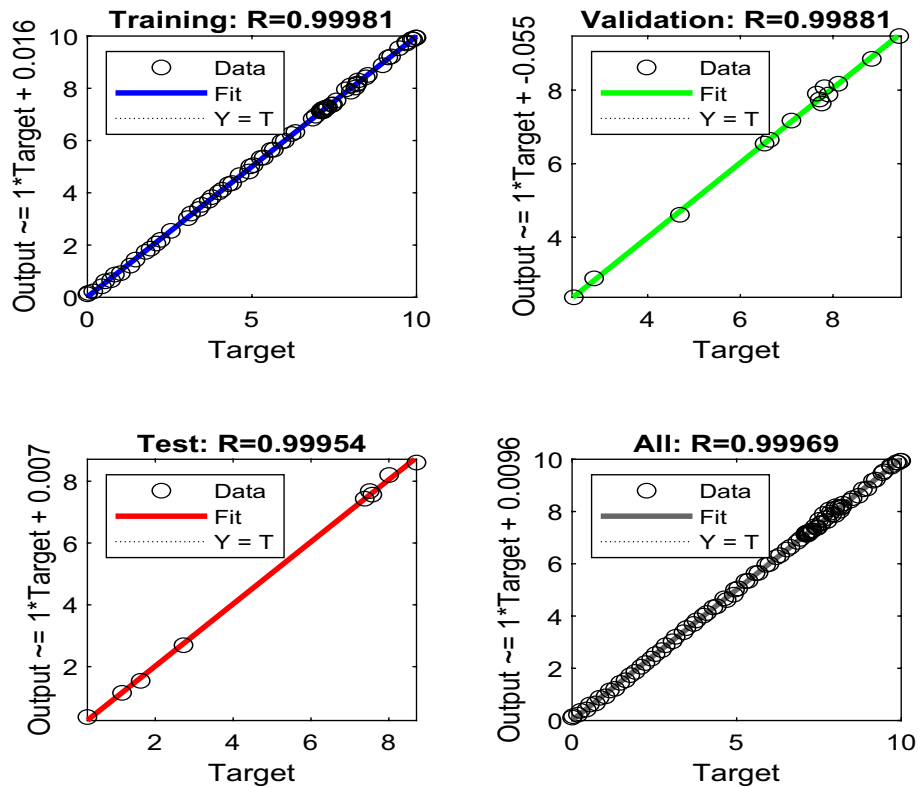 Training: R=0.99981
Output ~= 1*Target + 0.016
10
8
6
4
2
0
Data
Fit
Y = T
0
5
10
Target
Validation: R=0.99881
Output ~= 1*Target + -0.055
8
6
4
Data
Fit
Y = T
4
6
8
Target
Test: R=0.99954
Output ~= 1*Target + 0.007
8
6
4
2
Data
Fit
Y = T
2
4
6
8
Target
All: R=0.99969
Output ~= 1*Target + 0.0096
10
8
6
4
2
0
Data
Fit
Y = T
0
5
10
Target